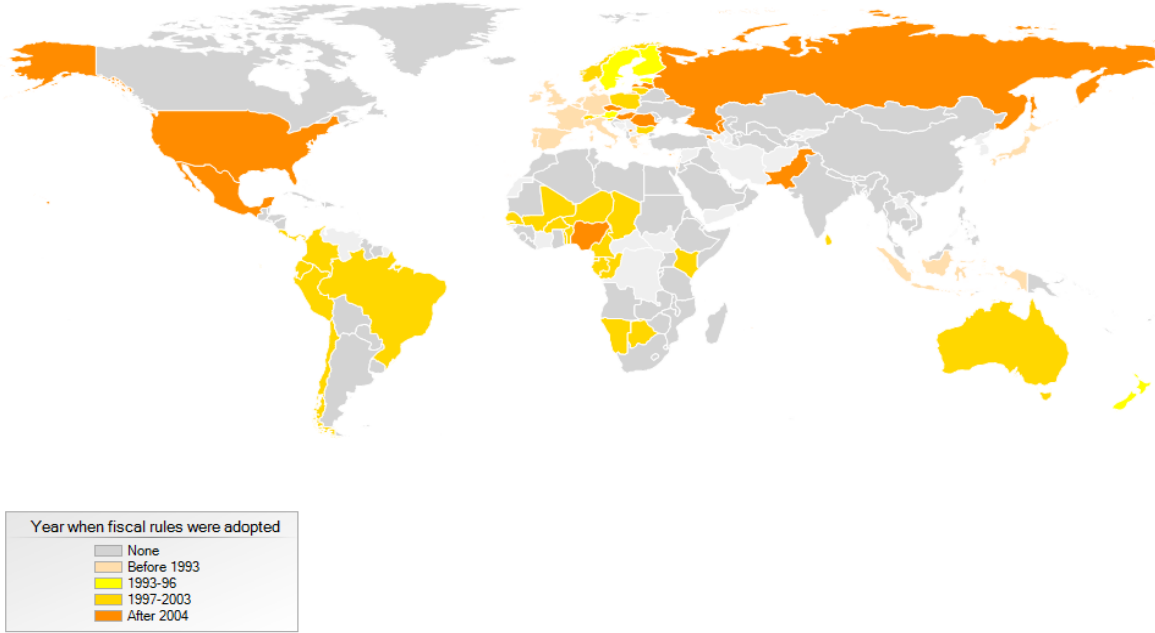 Year when fiscal rules were adopted
None
Before 1993
1993-96
1997-2003
After 2004